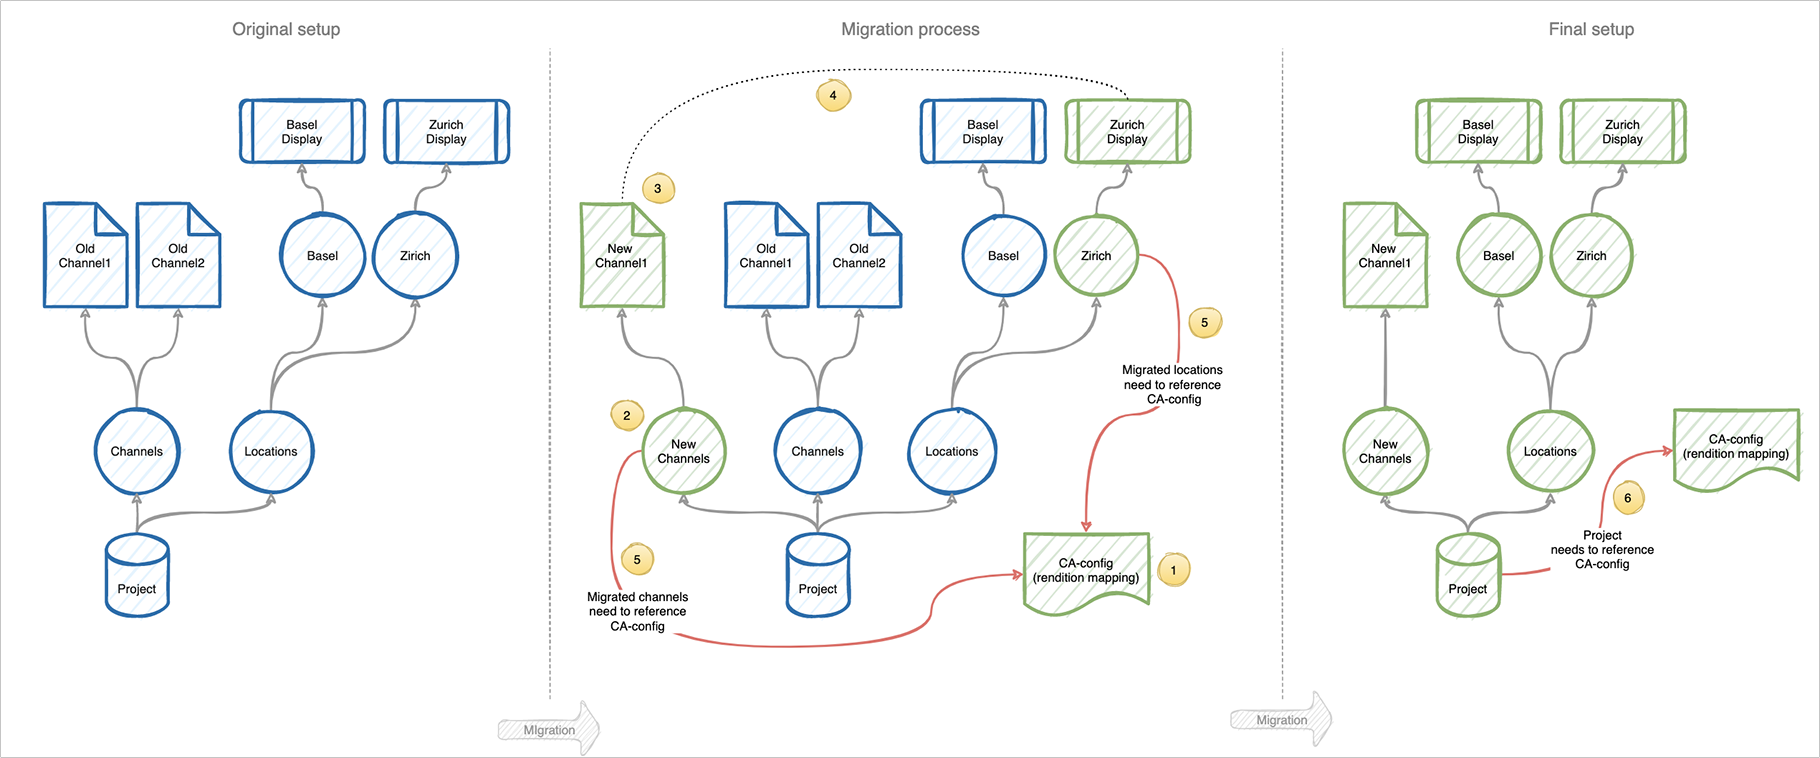 Original setup
Basel
Display
Zurich
Display
Old
Channel1
Old
Channel2
Basel
Zirich
Channels
Locations
Project
MIgration
Migration process
4
Basel
Display
Zurich
Display
3
New
Channel1
Old
Channel1
Old
Channel2
Basel
Zirich
5
Migrated locations
need to reference
CA-config
2
New
Channels
Channels
Locations
5
Migrated channels
need to reference
CA-config
Project
CA-config
(rendition mapping)
1
Migration
Final setup
Basel
Display
Zurich
Display
New
Channel1
Basel
Zirich
New
Channels
Locations
CA-config
(rendition mapping)
6
Project
needs to reference
CA-config
Project